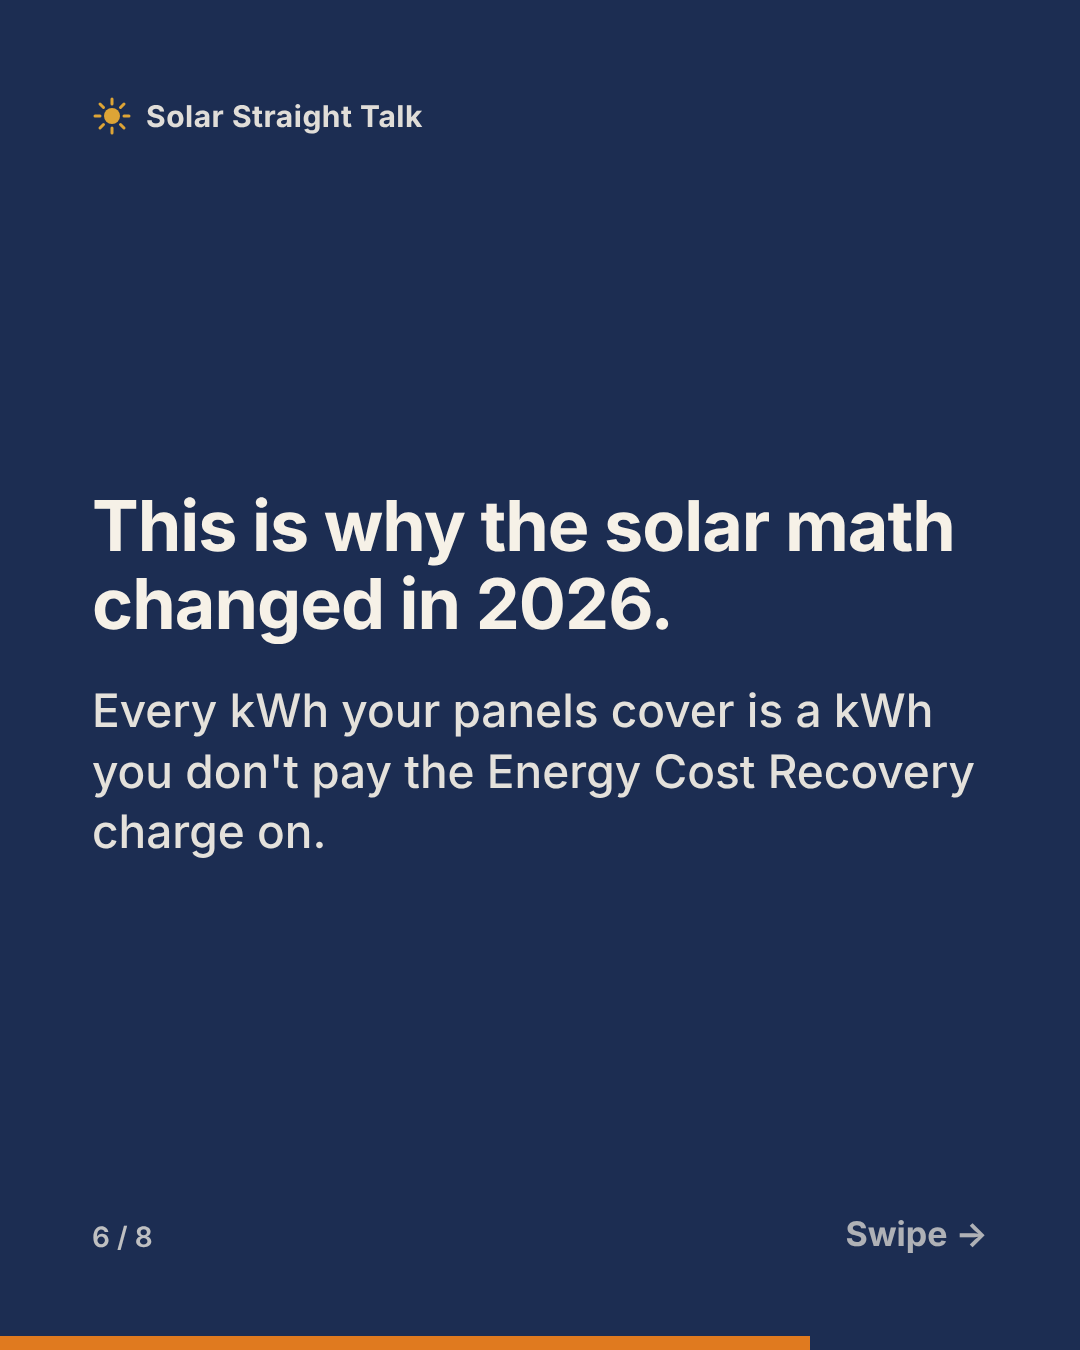 Solar Straight Talk
This is why the solar math
changed in 2026.
Every kWh your panels cover is a kWh
you don't pay the Energy Cost Recovery
charge on.
6 / 8
Swipe →